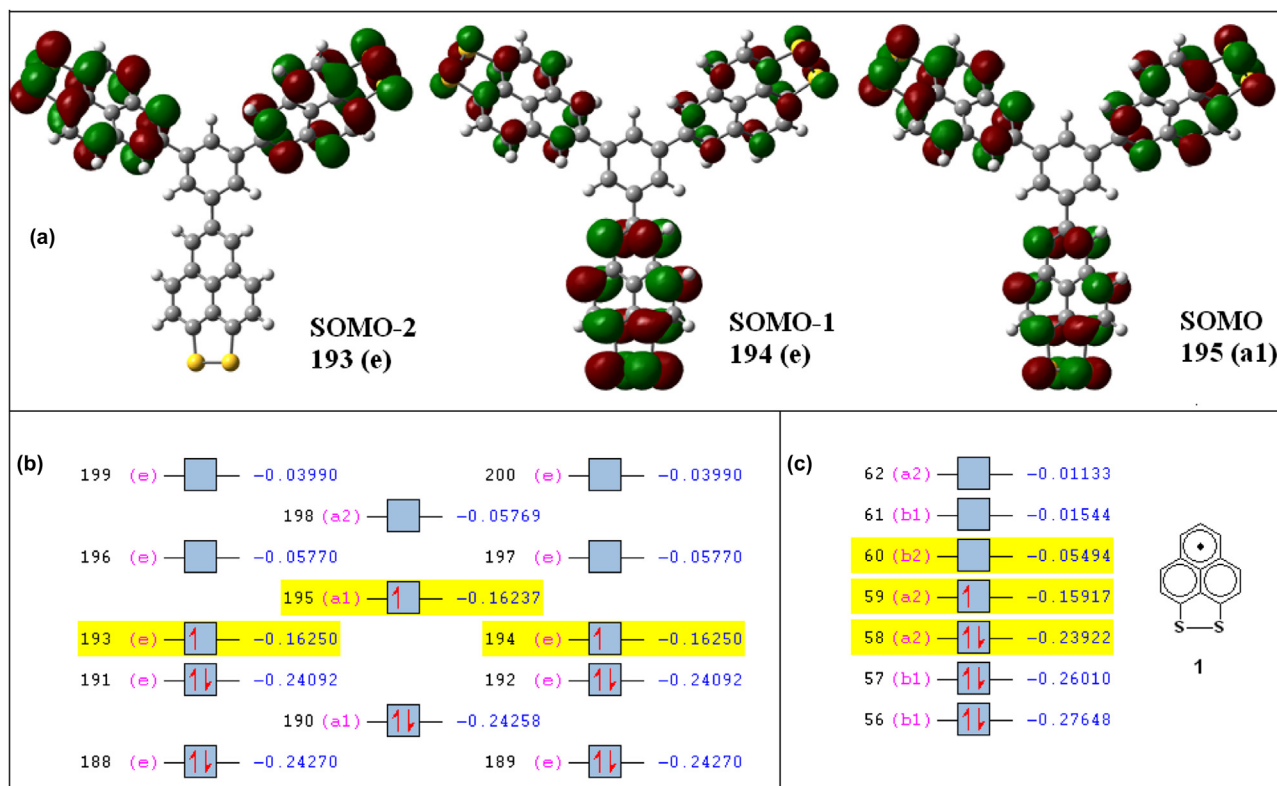 (a)
SOMO-2
193 (e)
SOMO-1
194 (e)
SOMO
195 (a1)
(b)
199 (e) -0.03990 200 (e) -0.03990
198 (a2) -0.05769
196 (e) -0.05770 197 (e) -0.05770
195 (a1) -0.16237
193 (e) -0.16250 194 (e) -0.16250
191 (e) -0.24092 192 (e) -0.24092
190 (a1) -0.24258
188 (e) -0.24270 189 (e) -0.24270
(c)
62 (a2) -0.01133
61 (b1) -0.01544
60 (b2) -0.05494
59 (a2) -0.15917
58 (a2) -0.23922
57 (b1) -0.26010
56 (b1) -0.27648
S S
1